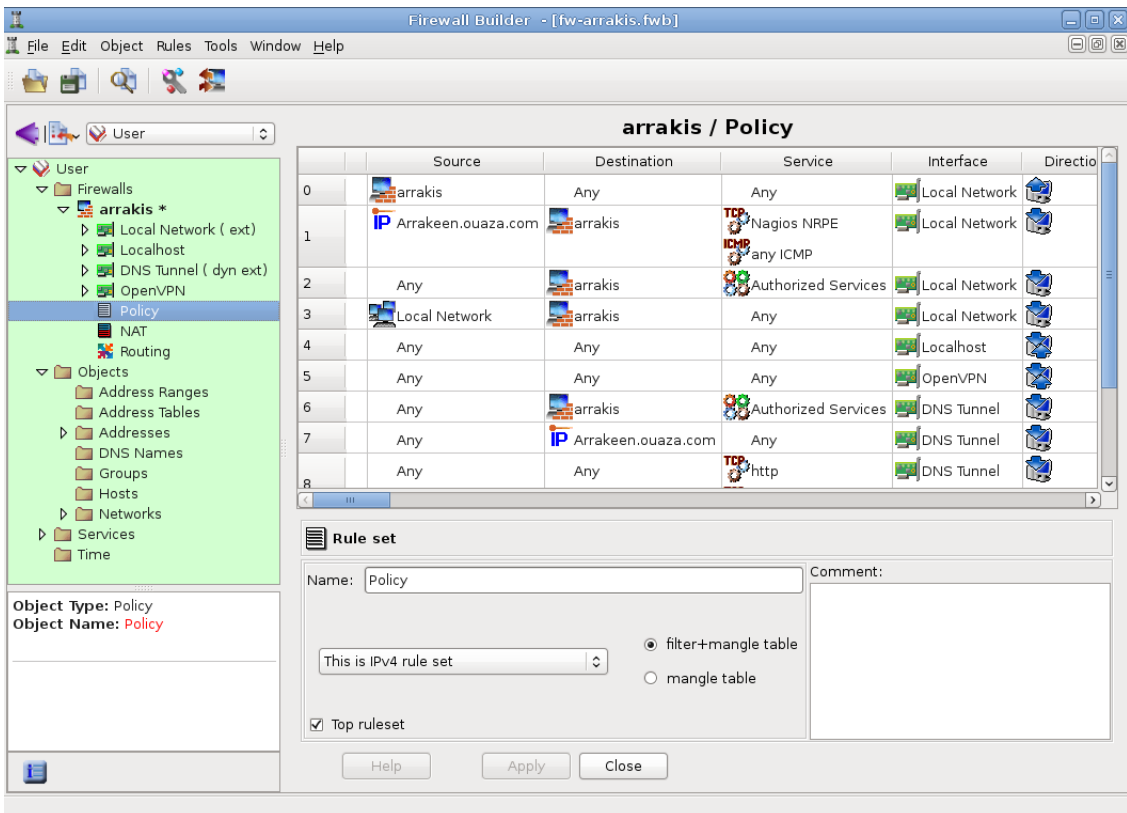 Firewall Builder - [fw-arrakis.fwb]
File Edit Object Rules Tools Window Help
User
User
Firewalls
arrakis *
Local Network ( ext)
Localhost
DNS Tunnel ( dyn ext)
OpenVPN
Policy
NAT
Routing
Objects
Address Ranges
Address Tables
Addresses
DNS Names
Groups
Hosts
Networks
Services
Time
Object Type: Policy
Object Name: Policy
arrakis / Policy
Source Destination Service Interface Directio
0 arrakis Any Any Local Network
1 IP Arrakeen.ouaza.com arrakis TCP Nagios NRPE Local Network
ICMP any ICMP
2 Any arrakis Authorized Services Local Network
3 Local Network arrakis Any Local Network
4 Any Any Any Localhost
5 Any Any Any OpenVPN
6 Any arrakis Authorized Services DNS Tunnel
7 Any IP Arrakeen.ouaza.com Any DNS Tunnel
8 Any Any TCP http DNS Tunnel
Rule set
Name: Policy
Comment:
This is IPv4 rule set
filter+mangle table
mangle table
Top ruleset
Help Apply Close